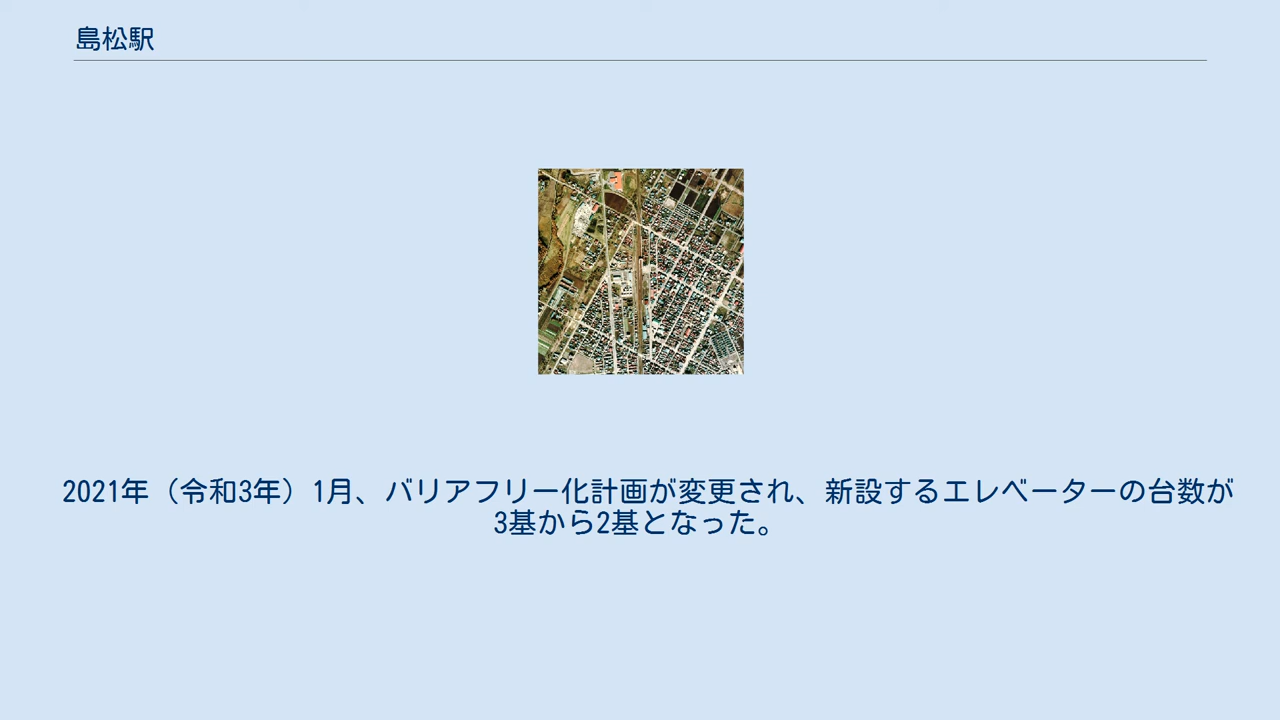 島松駅
2021年（令和3年）1月、バリアフリー化計画が変更され、新設するエレベーターの台数が
3基から2基となった。